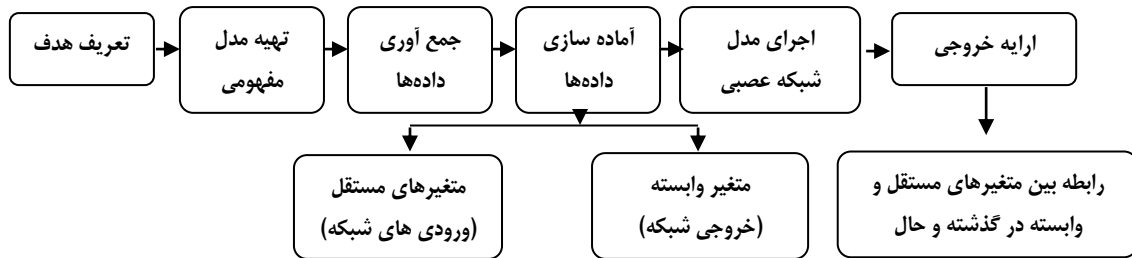 تعریف هدف
تهیه مدل
مفهومی
جمع آوری
داده‌ها
آماده سازی
داده‌ها
اجرای مدل
شبکه عصبی
ارایه خروجی
متغیرهای مستقل
(ورودی های شبکه)
متغیر وابسته
(خروجی شبکه)
رابطه بین متغیرهای مستقل و
وابسته در گذشته و حال